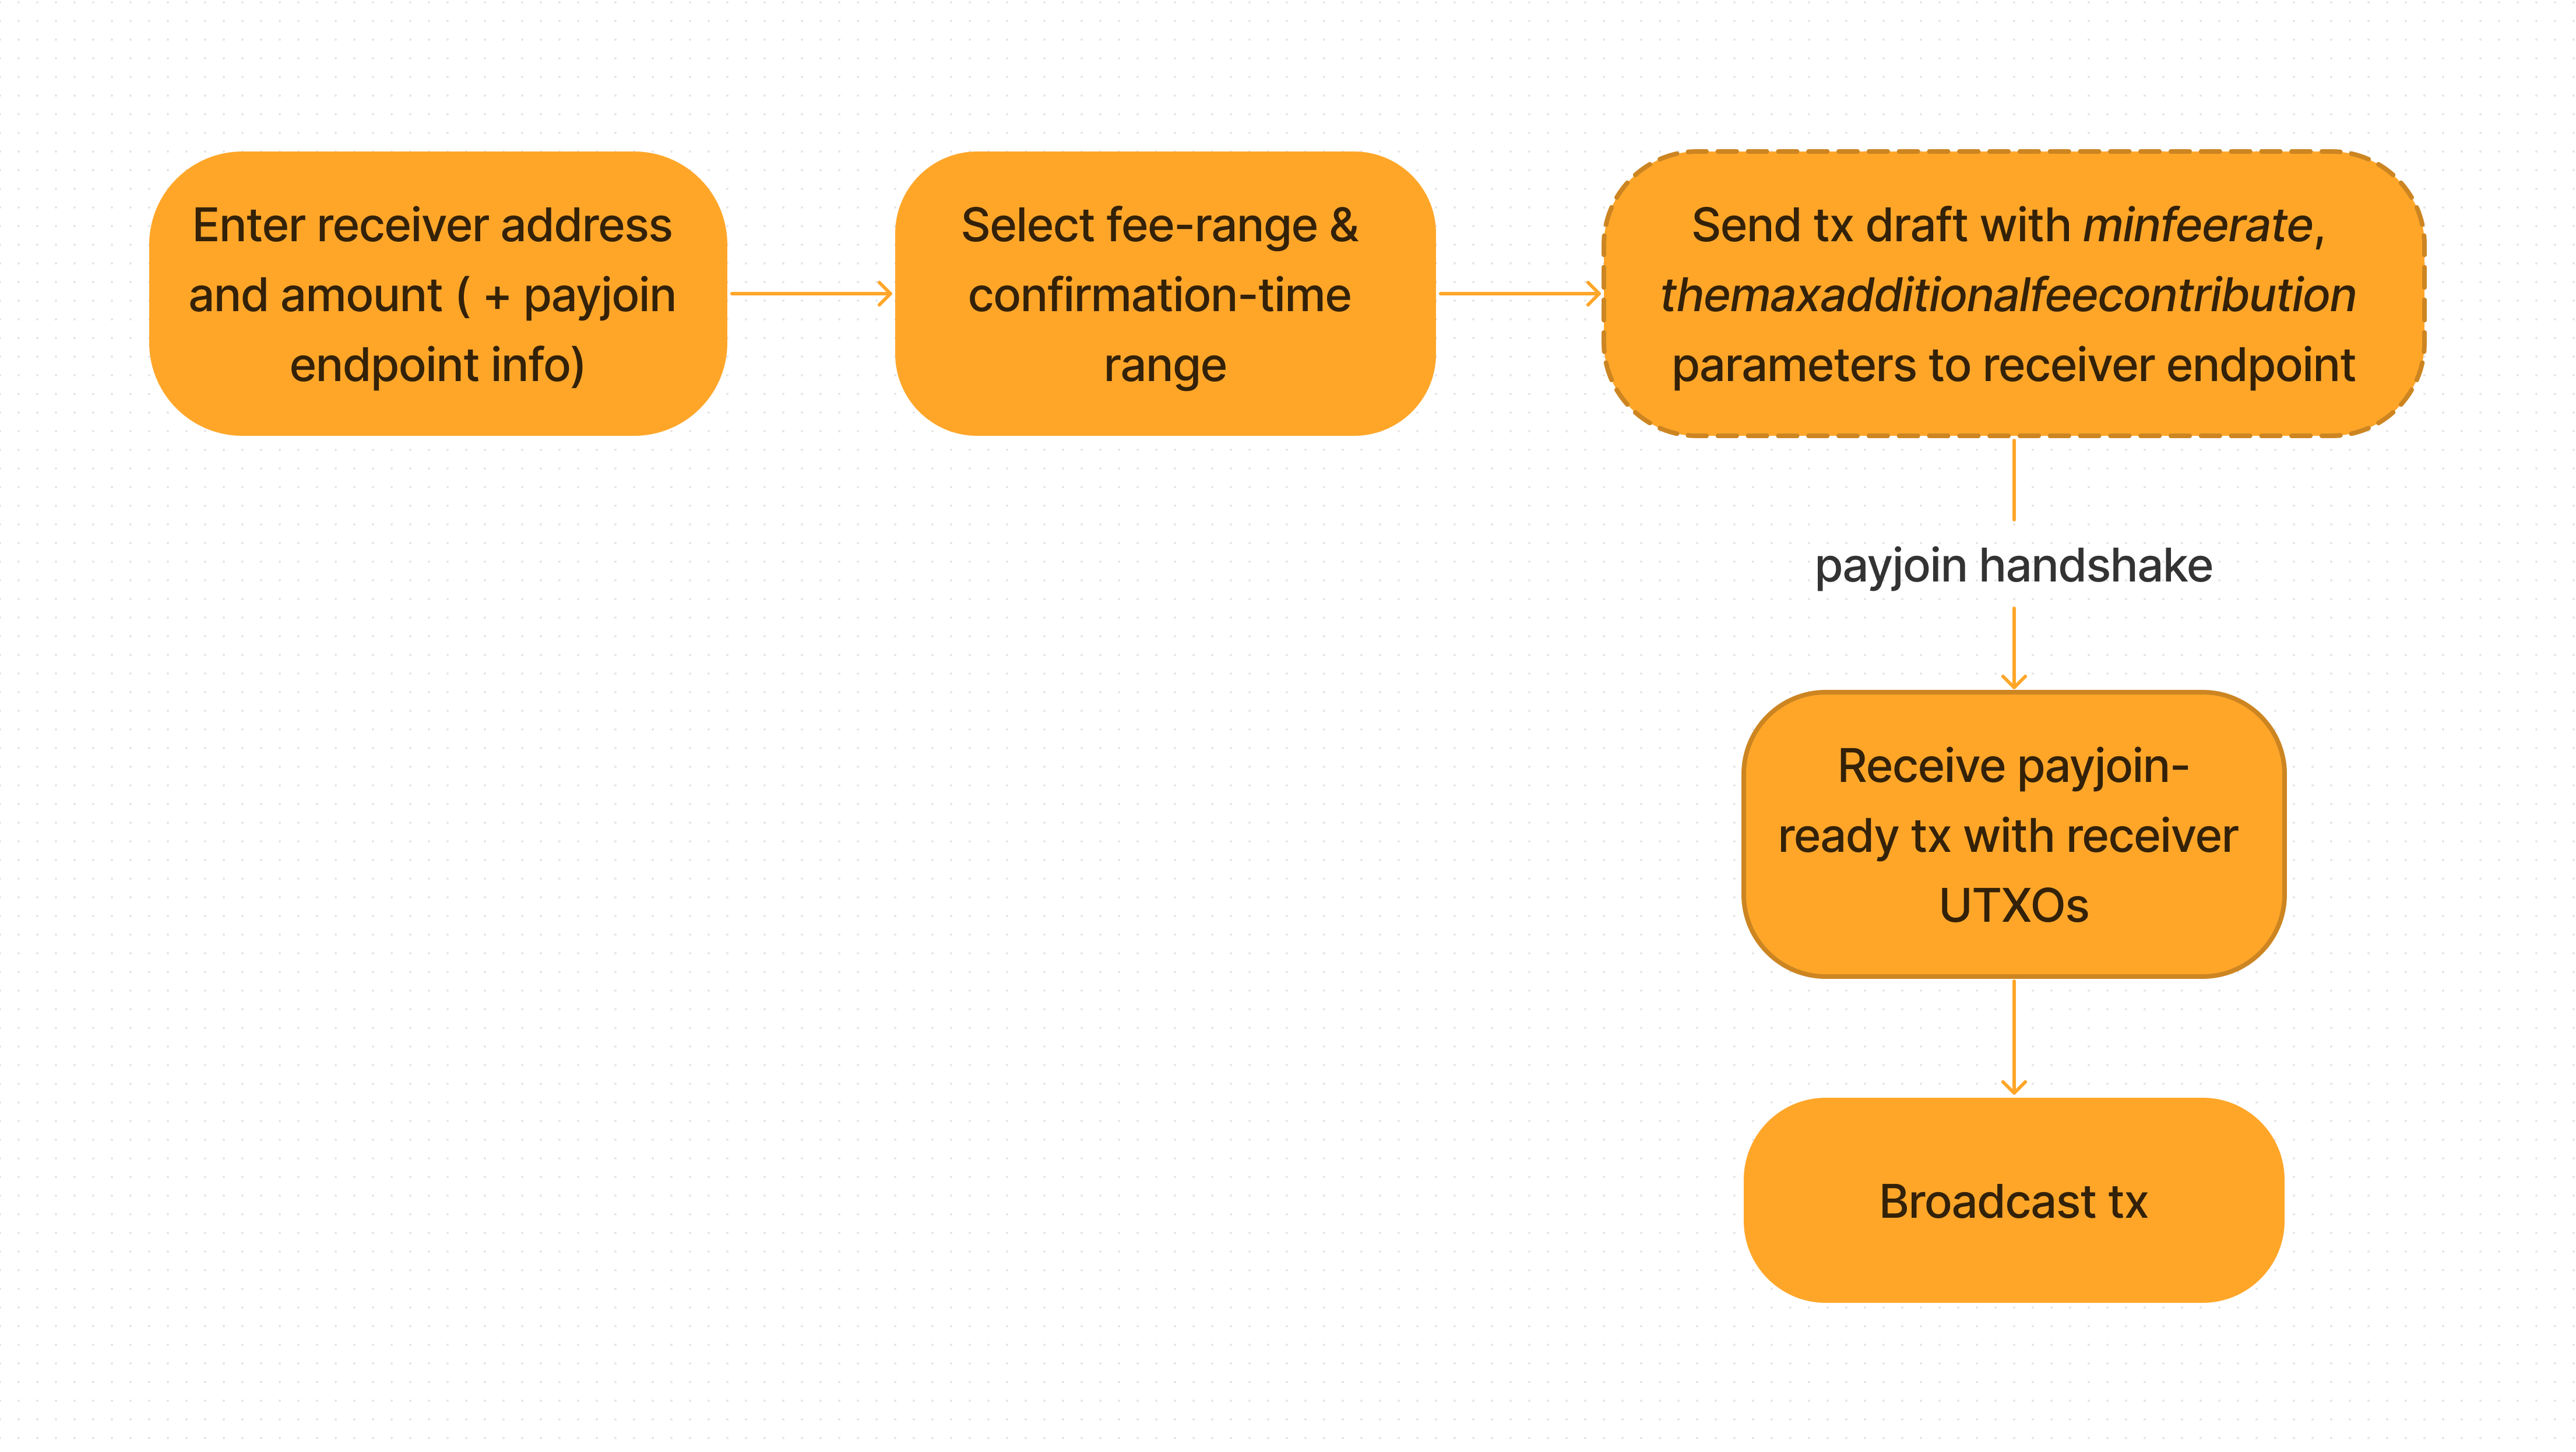 Enter receiver address
and amount ( + payjoin
endpoint info)
Select fee-range &
confirmation-time
range
Send tx draft with minfeerate,
themaxadditionalfeecontribution
parameters to receiver endpoint
payjoin handshake
Receive payjoin-
ready tx with receiver
UTXOs
Broadcast tx